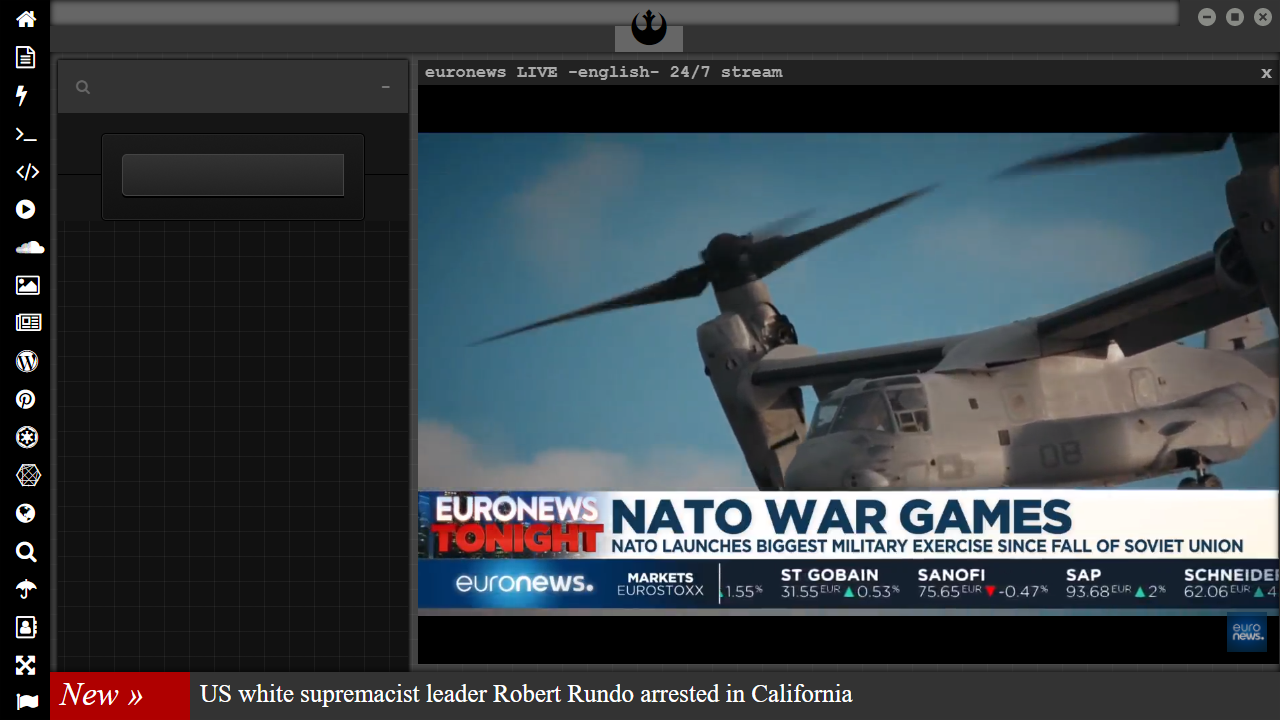 euronews LIVE -english- 24/7 stream
x
08
EURONEWS
TONIGHT
NATO WAR GAMES
NATO LAUNCHES BIGGEST MILITARY EXERCISE SINCE FALL OF SOVIET UNION
euronews.
MARKETS
EUROSTOXX
1.55%
ST GOBAIN
31.55 EUR ▲ 0.53%
SANOFI
75.65 EUR ▼ -0.47%
SAP
93.68 EUR ▲ 2%
SCHNEIDE
62.06 EUR ▲ 4
euro
news.
New » US white supremacist leader Robert Rundo arrested in California